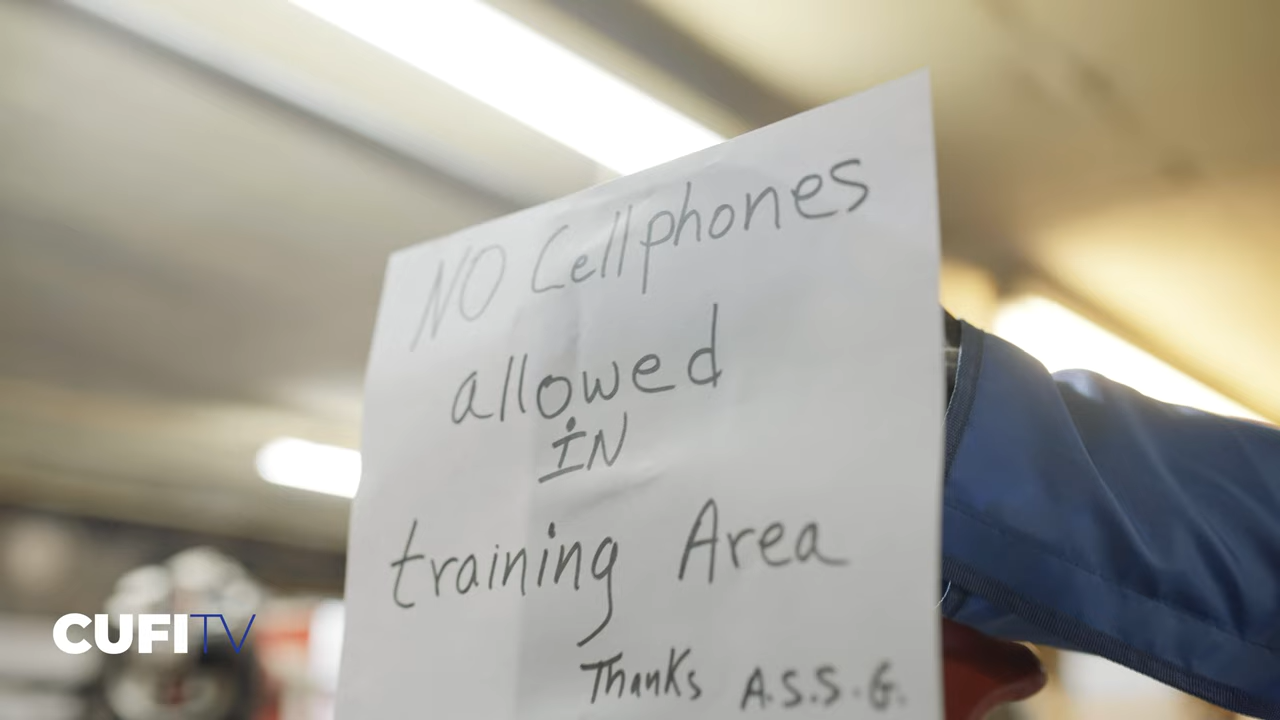 NO Cellphones
allowed
IN
training Area
Thanks A.S.S.G.
CUFITV